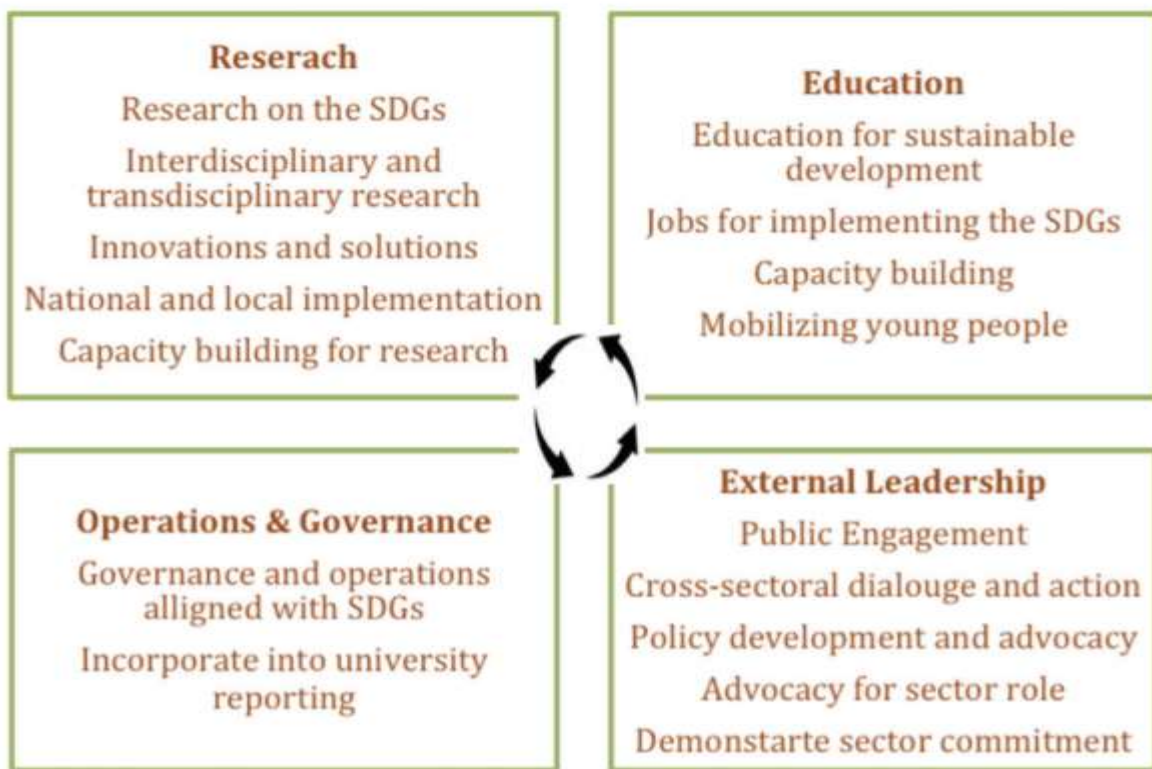 Reserach
Research on the SDGs
Interdisciplinary and
transdisciplinary research
Innovations and solutions
National and local implementation
Capacity building for research
Education
Education for sustainable
development
Jobs for implementing the SDGs
Capacity building
Mobilizing young people
Operations & Governance
Governance and operations
alligned with SDGs
Incorporate into university
reporting
External Leadership
Public Engagement
Cross-sectoral dialouge and action
Policy development and advocacy
Advocacy for sector role
Demonstarte sector commitment